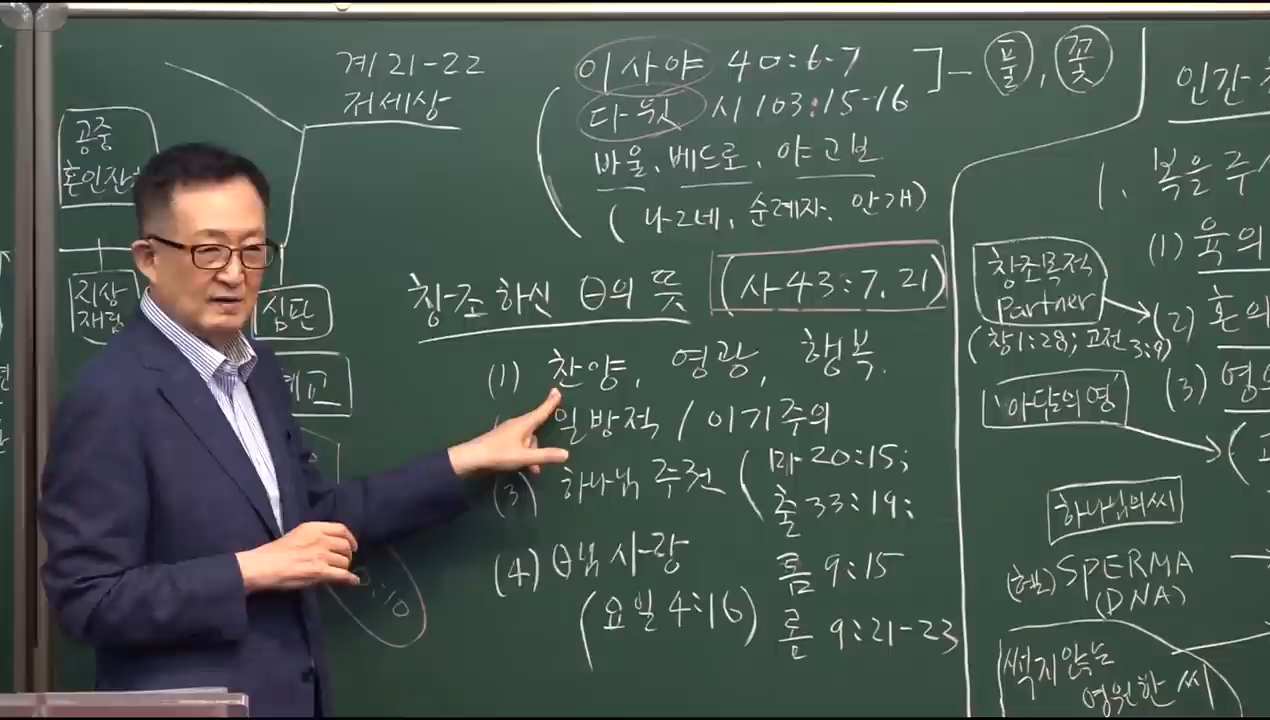 계 21-22
저세상
공중
혼인잔
지상
재림
심판
이사야 40:6-7 ] - 풀, 꽃
다윗 시 103:15-16
바울, 베드로, 야고보
( 나그네, 순례자, 안개)
창조하신 θ의 뜻 (사 43:7, 21)
(1) 찬양, 영광, 행복.
일방적 / 이기주의
(3) 하나님 주권 ( 마 20:15;
출 33:19;
롬 9:15
롬 9:21-23
(4) θ님 사랑
(요일 4:16)
인간
1. 복음
(1) 육의
창조목적
Partner
(2) 혼의
(창1:28; 고전 3:9)
(3) 영의
'아담의 영'
하나님의 씨
(헬) SPERMA
(DNA)
썩지 않는
영원한 씨